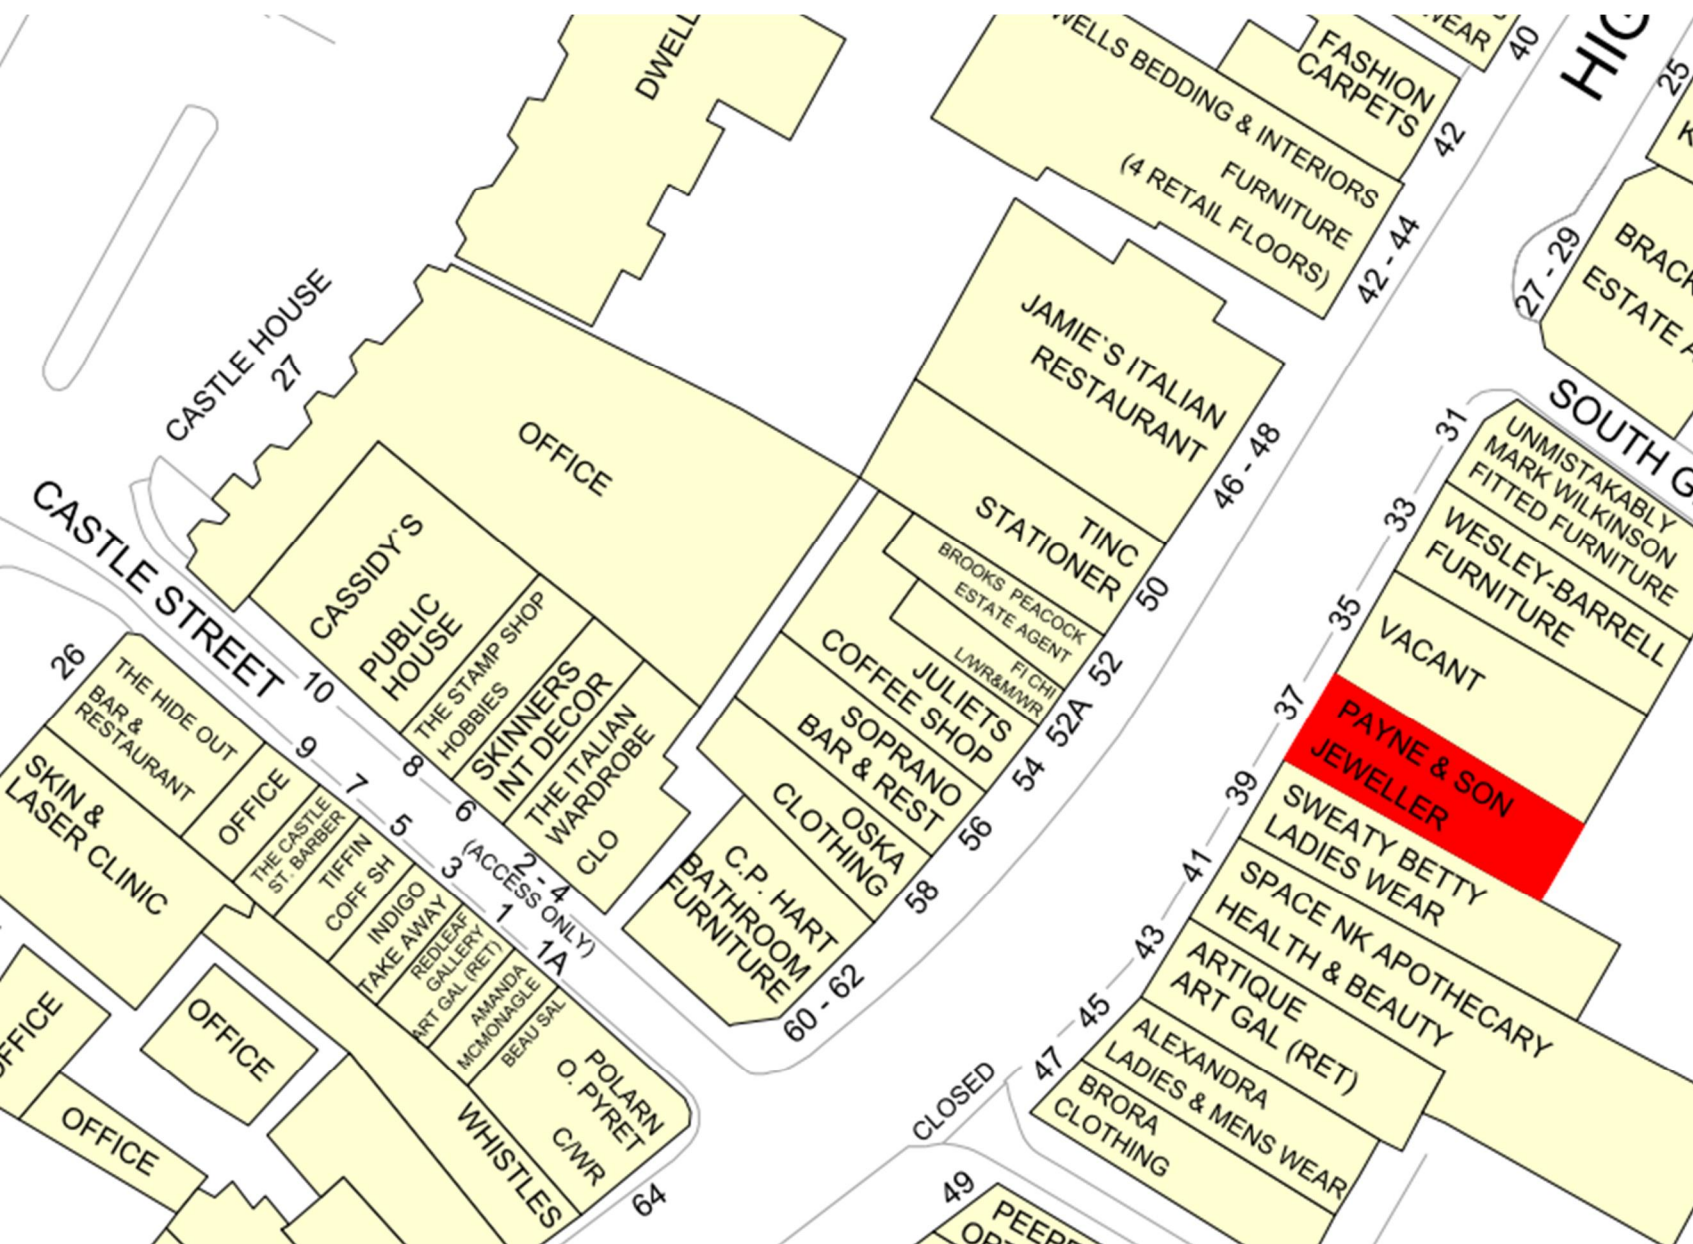 DWELL
WELLS BEDDING & INTERIORS
FURNITURE
(4 RETAIL FLOORS)
FASHION
CARPETS
WEAR
40
42
42 - 44
HIG
25
K
27 - 29
BRACK
ESTATE A
SOUTH G
CASTLE HOUSE
27
OFFICE
JAMIE`S ITALIAN
RESTAURANT
46 - 48
TINC
STATIONER
50
BROOKS PEACOCK
ESTATE AGENT
52
FI CHI
L/WR&M/WR
52A
JULIETS
COFFEE SHOP
54
SOPRANO
BAR & REST
56
OSKA
CLOTHING
58
C.P. HART
BATHROOM
FURNITURE
60 - 62
31
UNMISTAKABLY
MARK WILKINSON
FITTED FURNITURE
33
WESLEY-BARRELL
FURNITURE
35
VACANT
37
PAYNE & SON
JEWELLER
39
SWEATY BETTY
LADIES WEAR
41
SPACE NK APOTHECARY
HEALTH & BEAUTY
43
ARTIQUE
ART GAL (RET)
45
ALEXANDRA
LADIES & MENS WEAR
47
BRORA
CLOTHING
CLOSED
49
PEEP
CASTLE STREET
(ACCESS ONLY)
CASSIDY`S
PUBLIC
HOUSE
10
THE STAMP SHOP
HOBBIES
8
SKINNERS
INT DECOR
6
THE ITALIAN
WARDROBE
CLO
2 - 4
26
THE HIDE OUT
BAR &
RESTAURANT
SKIN &
LASER CLINIC
OFFICE
9
THE CASTLE
ST. BARBER
7
TIFFIN
COFF SH
5
INDIGO
TAKE AWAY
3
REDLEAF
GALLERY
ART GAL (RET)
1
AMANDA
MCMONAGLE
BEAU SAL
1A
POLARN
O. PYRET
C/WR
64
WHISTLES
OFFICE
OFFICE
OFFICE